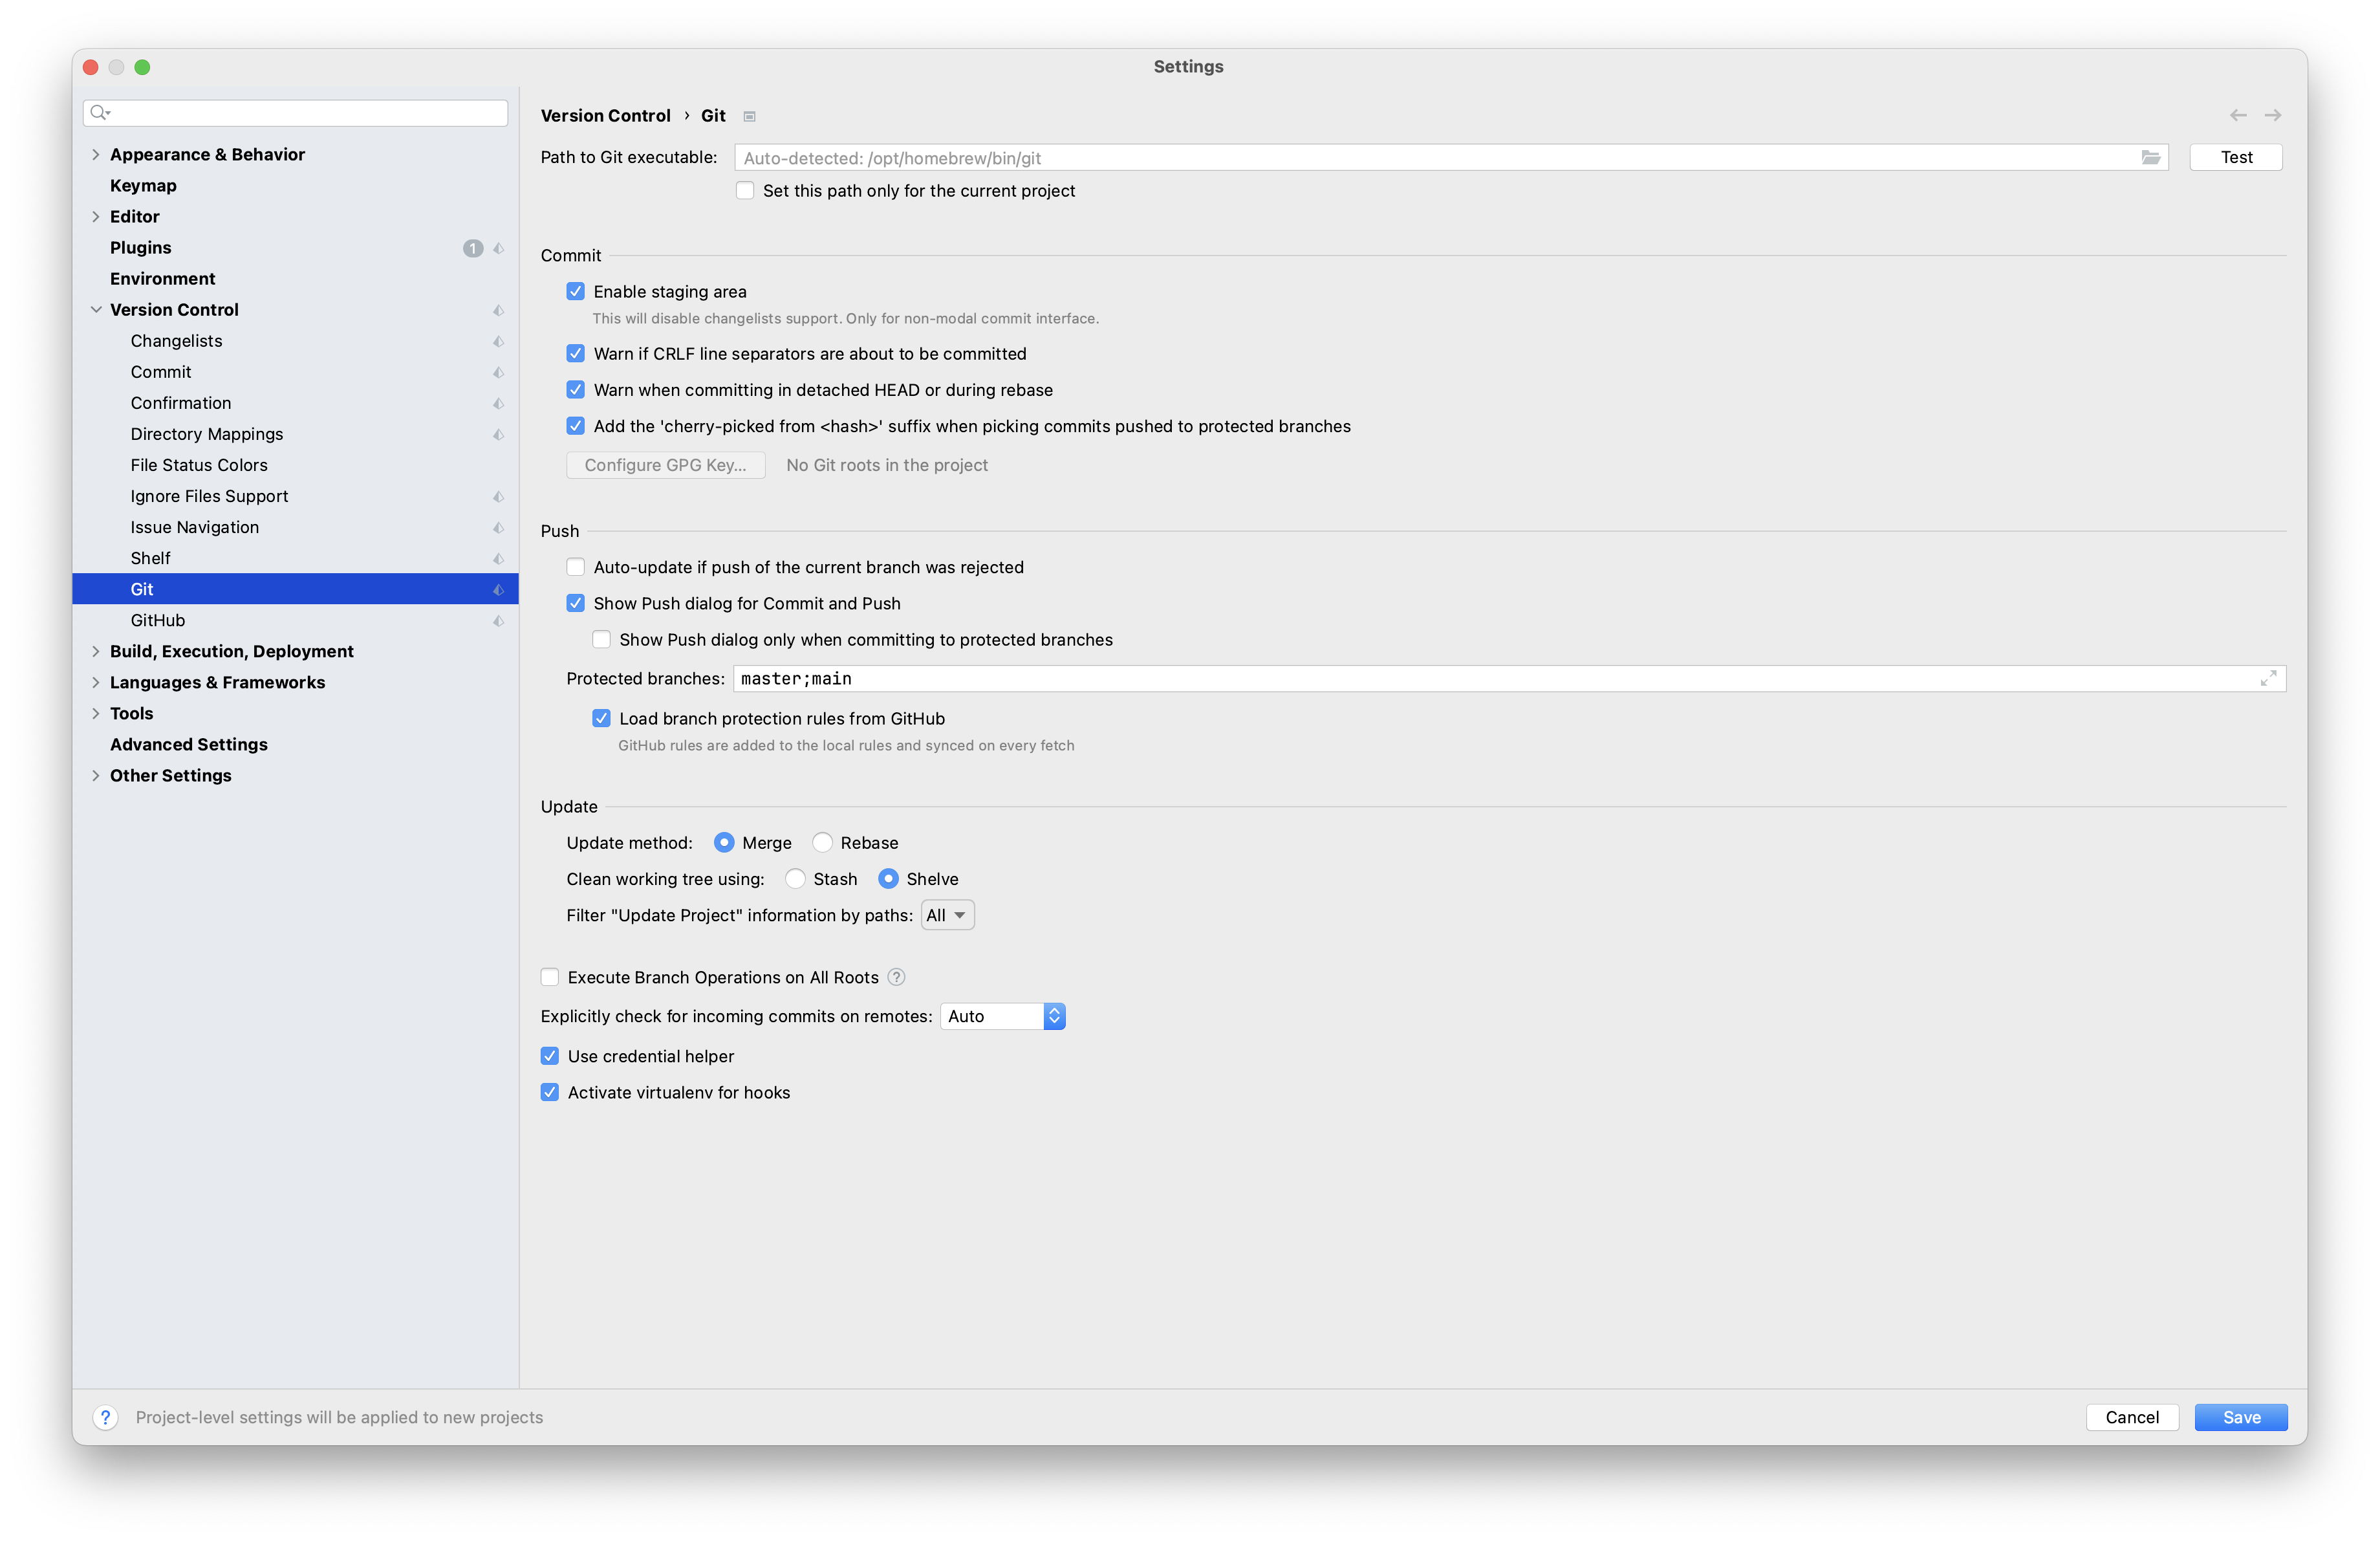 Settings
Appearance & Behavior
Keymap
Editor
Plugins 1
Environment
Version Control
Changelists
Commit
Confirmation
Directory Mappings
File Status Colors
Ignore Files Support
Issue Navigation
Shelf
Git
GitHub
Build, Execution, Deployment
Languages & Frameworks
Tools
Advanced Settings
Other Settings
Version Control › Git
Path to Git executable: Auto-detected: /opt/homebrew/bin/git Test
Set this path only for the current project
Commit
Enable staging area
This will disable changelists support. Only for non-modal commit interface.
Warn if CRLF line separators are about to be committed
Warn when committing in detached HEAD or during rebase
Add the 'cherry-picked from <hash>' suffix when picking commits pushed to protected branches
Configure GPG Key... No Git roots in the project
Push
Auto-update if push of the current branch was rejected
Show Push dialog for Commit and Push
Show Push dialog only when committing to protected branches
Protected branches: master;main
Load branch protection rules from GitHub
GitHub rules are added to the local rules and synced on every fetch
Update
Update method: Merge Rebase
Clean working tree using: Stash Shelve
Filter "Update Project" information by paths: All
Execute Branch Operations on All Roots ?
Explicitly check for incoming commits on remotes: Auto
Use credential helper
Activate virtualenv for hooks
? Project-level settings will be applied to new projects Cancel Save